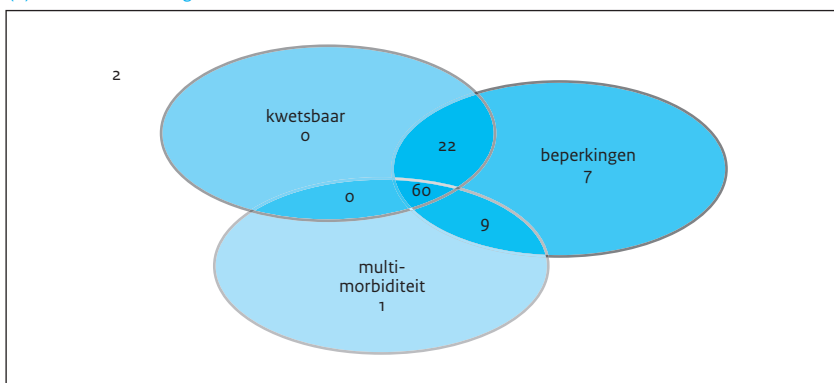 2
kwetsbaar
0
22
beperkingen
7
0
60
9
multi-
morbiditeit
1